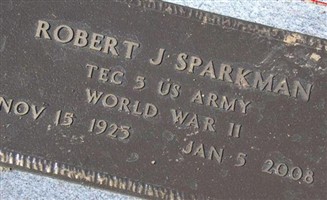 ROBERT J SPARKMAN
TEC 5 US ARMY
WORLD WAR II
NOV 15 1925 JAN 5 2008